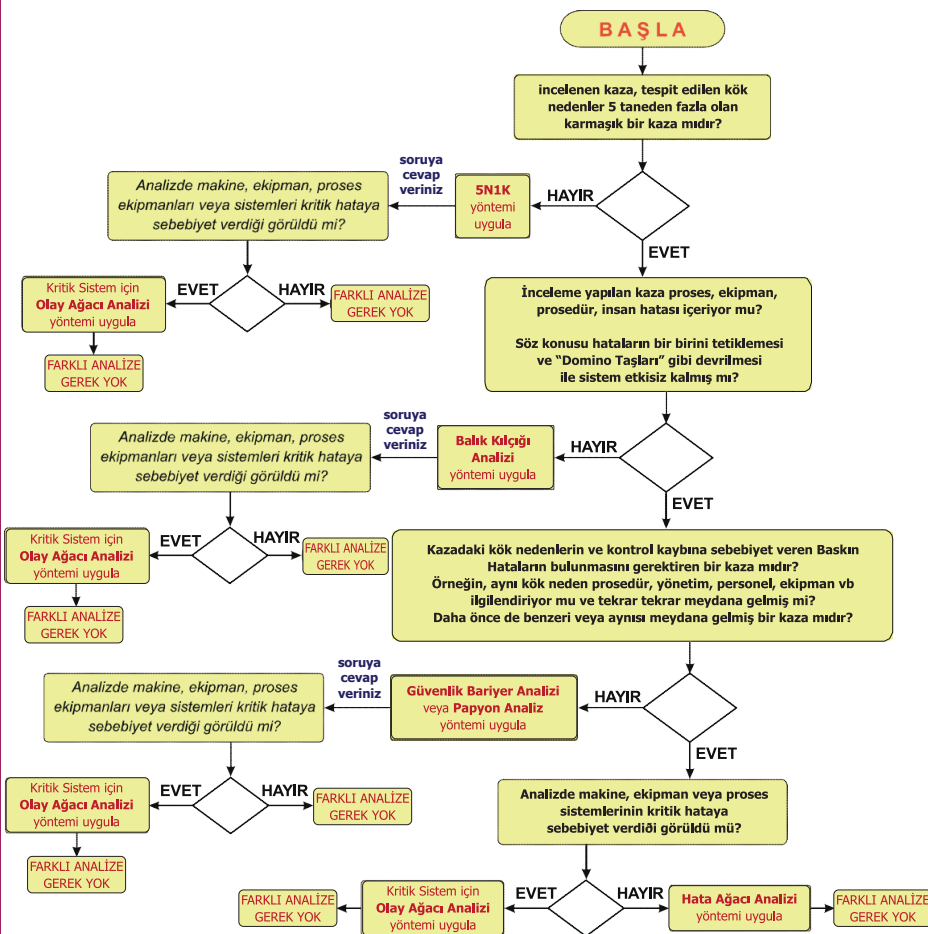 BAŞLA
incelenen kaza, tespit edilen kök
nedenler 5 taneden fazla olan
karmaşık bir kaza mıdır?
HAYIR
EVET
5N1K
yöntemi
uygula
soruya
cevap
veriniz
Analizde makine, ekipman, proses
ekipmanları veya sistemleri kritik hataya
sebebiyet verdiği görüldü mi?
EVET
HAYIR
Kritik Sistem için
Olay Ağacı Analizi
yöntemi uygula
FARKLI ANALİZE
GEREK YOK
FARKLI ANALİZE
GEREK YOK
İnceleme yapılan kaza proses, ekipman,
prosedür, insan hatası içeriyor mu?
Söz konusu hataların bir birini tetiklemesi
ve “Domino Taşları” gibi devrilmesi
ile sistem etkisiz kalmış mı?
HAYIR
EVET
Balık Kılçığı
Analizi
yöntemi uygula
soruya
cevap
veriniz
Analizde makine, ekipman, proses
ekipmanları veya sistemleri kritik hataya
sebebiyet verdiği görüldü mi?
EVET
HAYIR
Kritik Sistem için
Olay Ağacı Analizi
yöntemi uygula
FARKLI ANALİZE
GEREK YOK
FARKLI ANALİZE
GEREK YOK
Kazadaki kök nedenlerin ve kontrol kaybına sebebiyet veren Baskın
Hataların bulunmasını gerektiren bir kaza mıdır?
Örneğin, aynı kök neden prosedür, yönetim, personel, ekipman vb
ilgilendiriyor mu ve tekrar tekrar meydana gelmiş mi?
Daha önce de benzeri veya aynısı meydana gelmiş bir kaza mıdır?
HAYIR
EVET
Güvenlik Bariyer Analizi
veya Papyon Analiz
yöntemi uygula
soruya
cevap
veriniz
Analizde makine, ekipman, proses
ekipmanları veya sistemleri kritik hataya
sebebiyet verdiği görüldü mi?
EVET
HAYIR
Kritik Sistem için
Olay Ağacı Analizi
yöntemi uygula
FARKLI ANALİZE
GEREK YOK
FARKLI ANALİZE
GEREK YOK
Analizde makine, ekipman veya proses
sistemlerinin kritik hataya
sebebiyet verdiði görüldü mü?
EVET
HAYIR
Kritik Sistem için
Olay Ağacı Analizi
yöntemi uygula
FARKLI ANALİZE
GEREK YOK
Hata Ağacı Analizi
yöntemi uygula
FARKLI ANALİZE
GEREK YOK